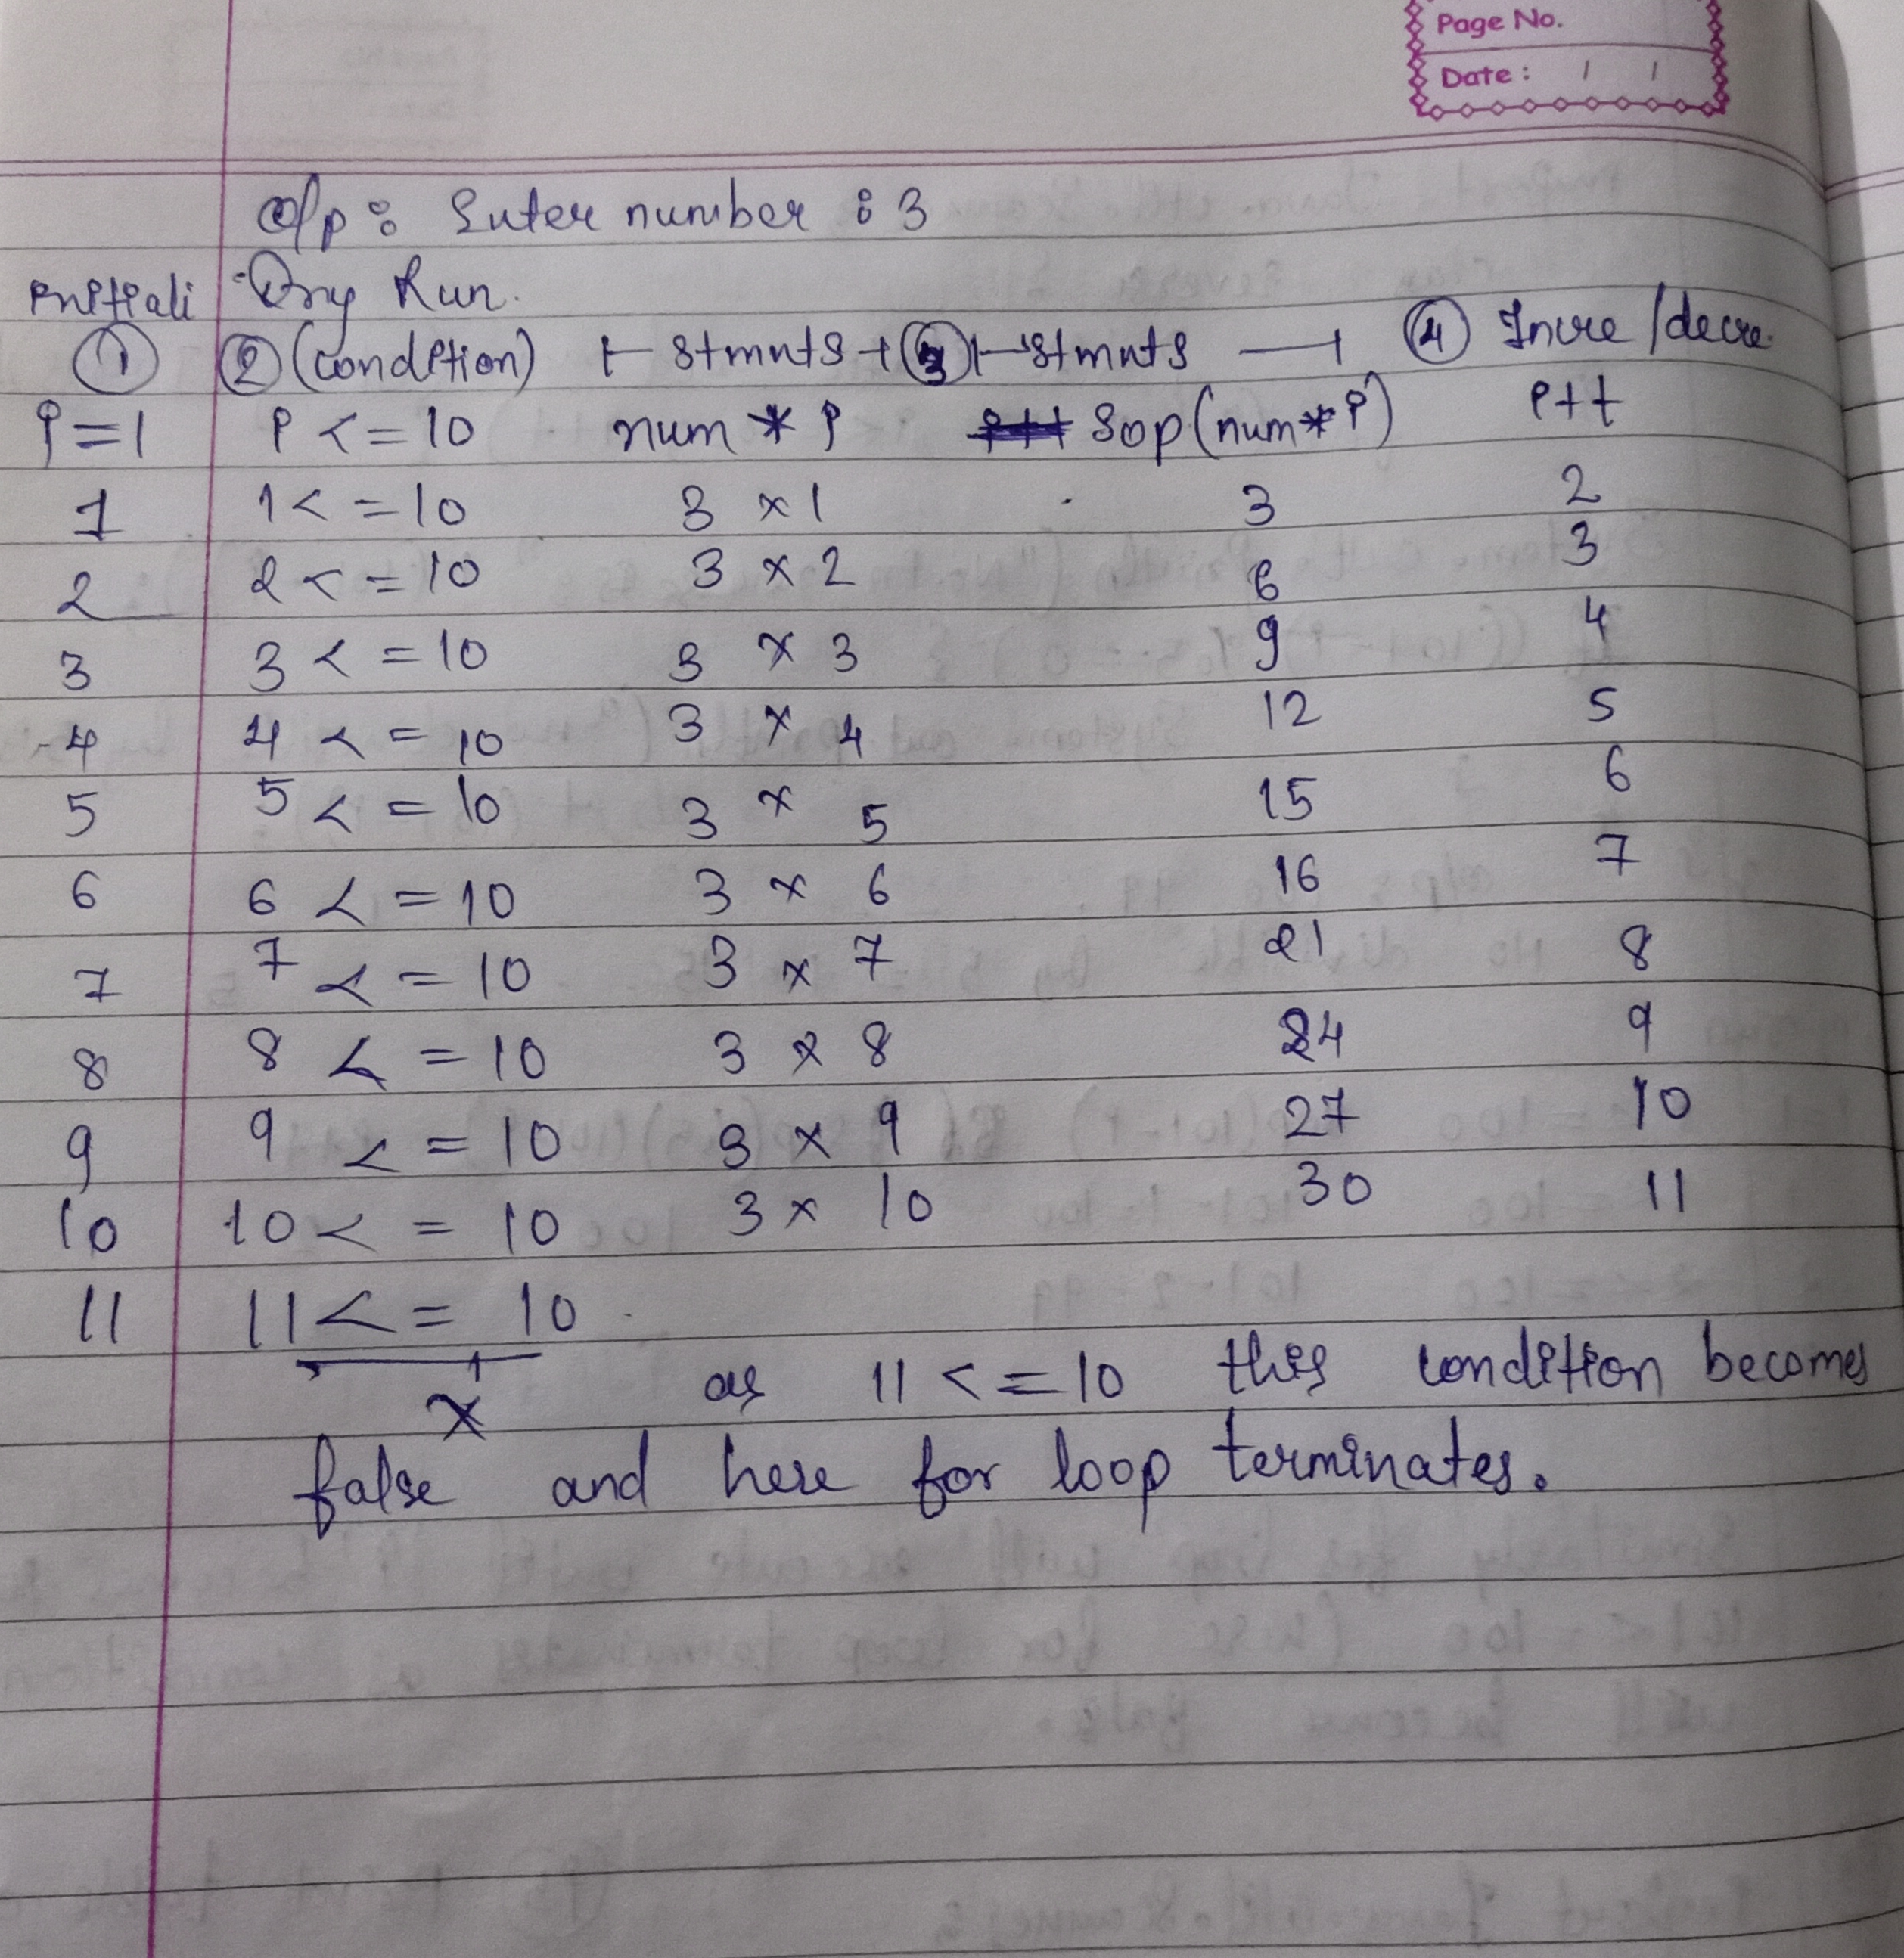 Page No.
Date : / /
o/p : Enter number : 3
initiali Dry Run.
① ② (condition) ⊢ stmnts ⊣ ③ ⊢ stmnts ⊣ ④ Incre/decre.
i=1 i <= 10 num * i Sop(num*i) i++
1 1 <= 10 3 x 1 3 2
2 2 <= 10 3 x 2 6 3
3 3 <= 10 3 x 3 9 4
4 4 <= 10 3 x 4 12 5
5 5 <= 10 3 x 5 15 6
6 6 <= 10 3 x 6 16 7
7 7 <= 10 3 x 7 21 8
8 8 <= 10 3 x 8 24 9
9 9 <= 10 3 x 9 27 10
10 10 <= 10 3 x 10 30 11
11 11 <= 10
x as 11 <= 10 this condition becomes
false and here for loop terminates.